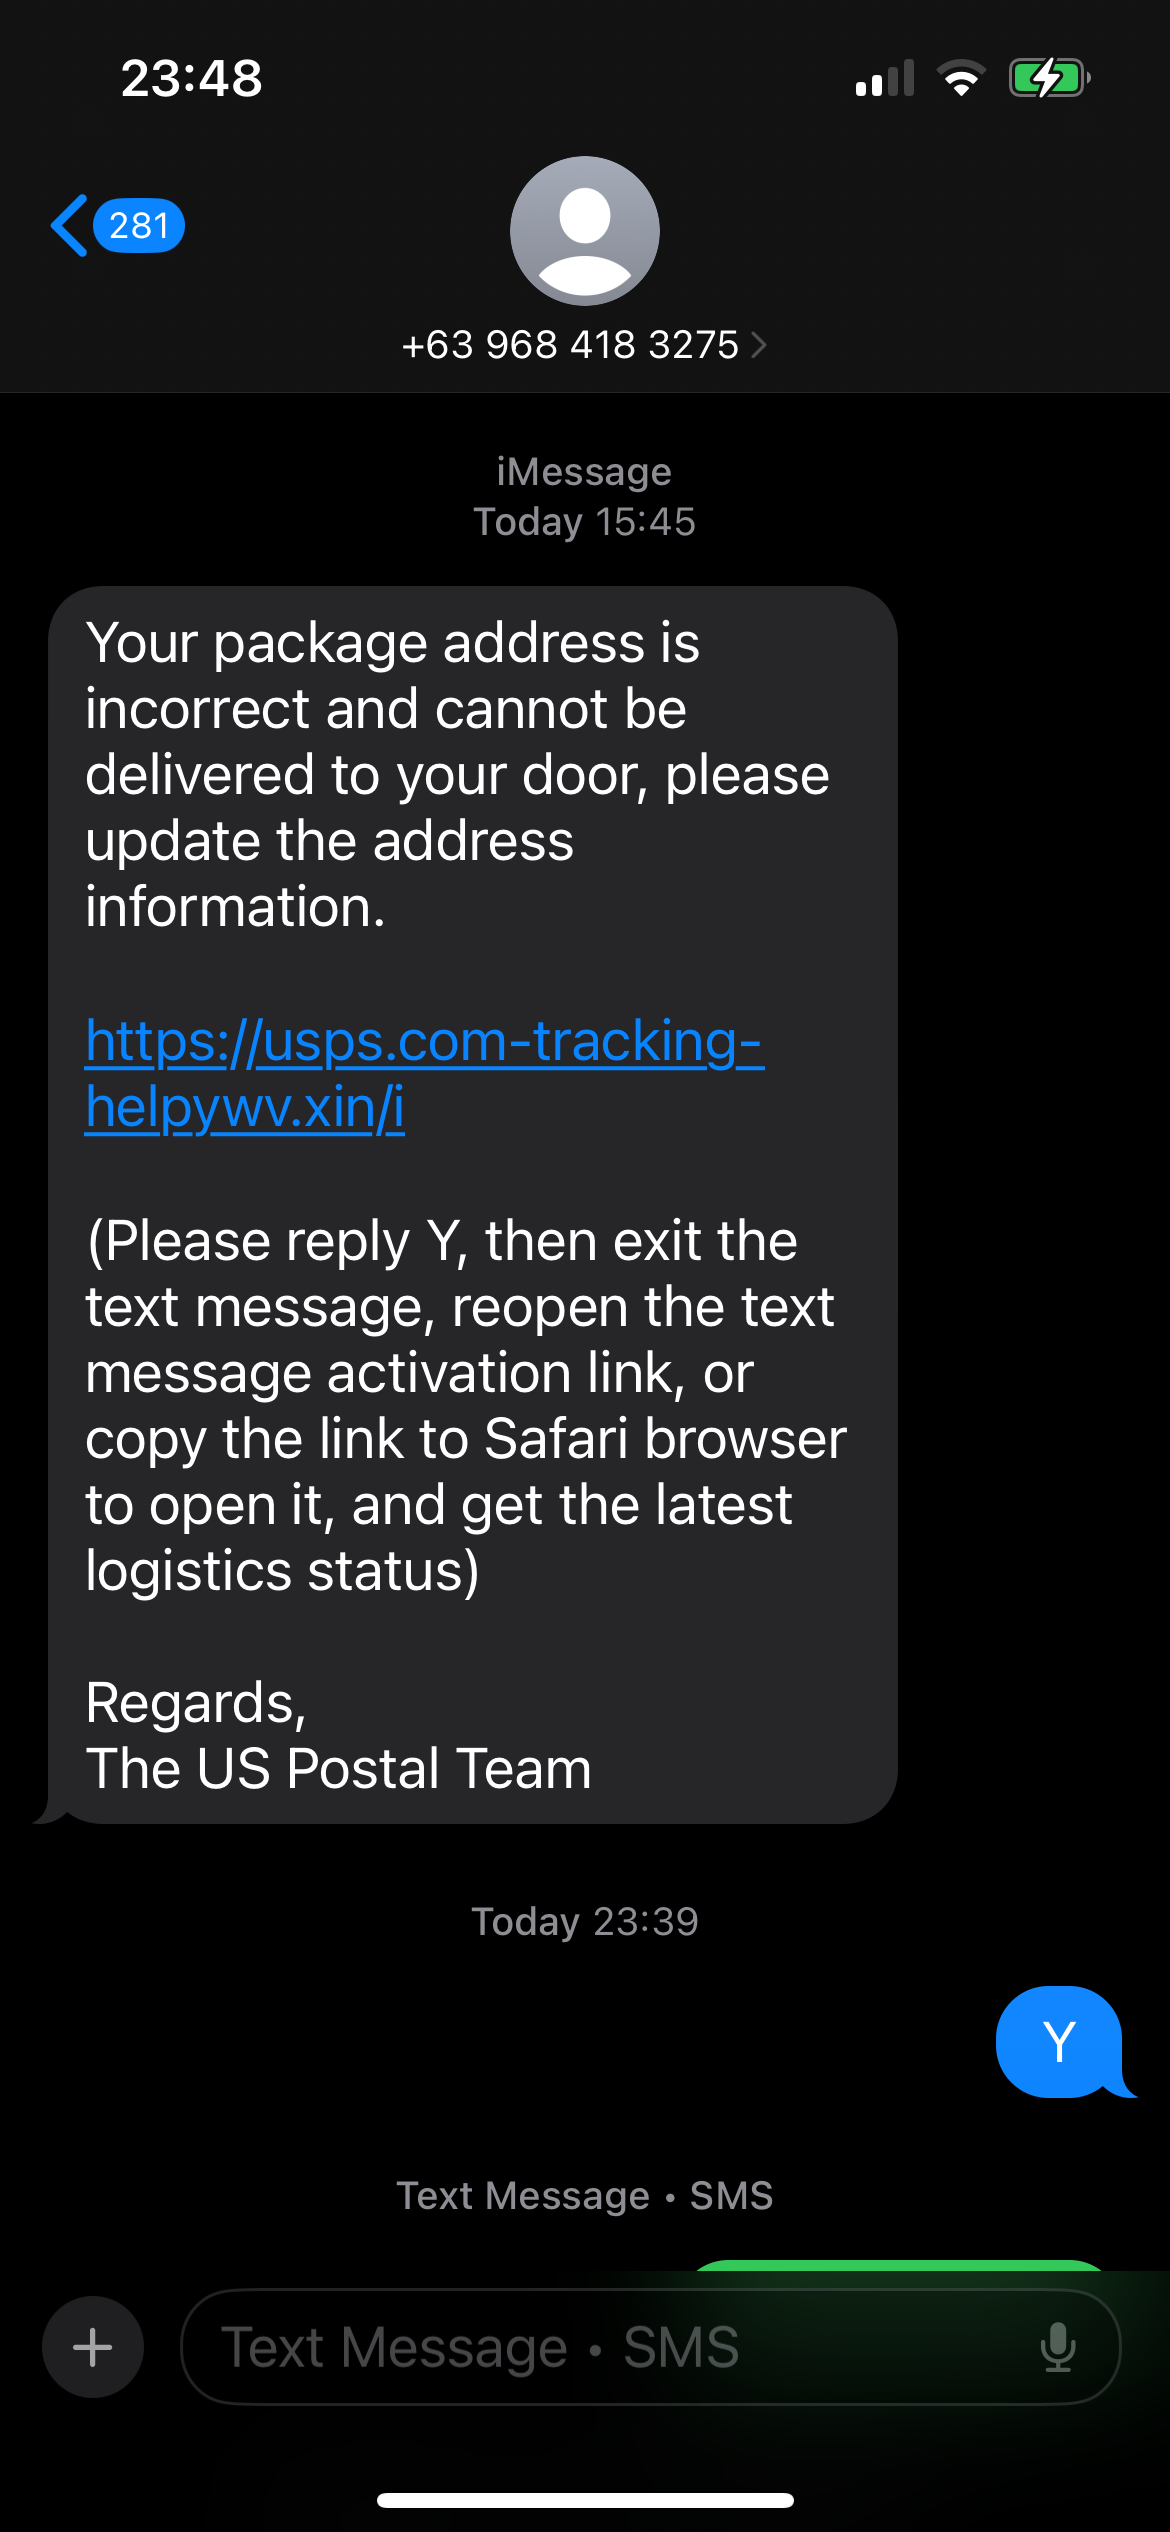 23:48
281
+63 968 418 3275
iMessage
Today 15:45
Your package address is
incorrect and cannot be
delivered to your door, please
update the address
information.
https://usps.com-tracking-
helpywv.xin/i
(Please reply Y, then exit the
text message, reopen the text
message activation link, or
copy the link to Safari browser
to open it, and get the latest
logistics status)
Regards,
The US Postal Team
Today 23:39
Y
Text Message • SMS
Text Message • SMS